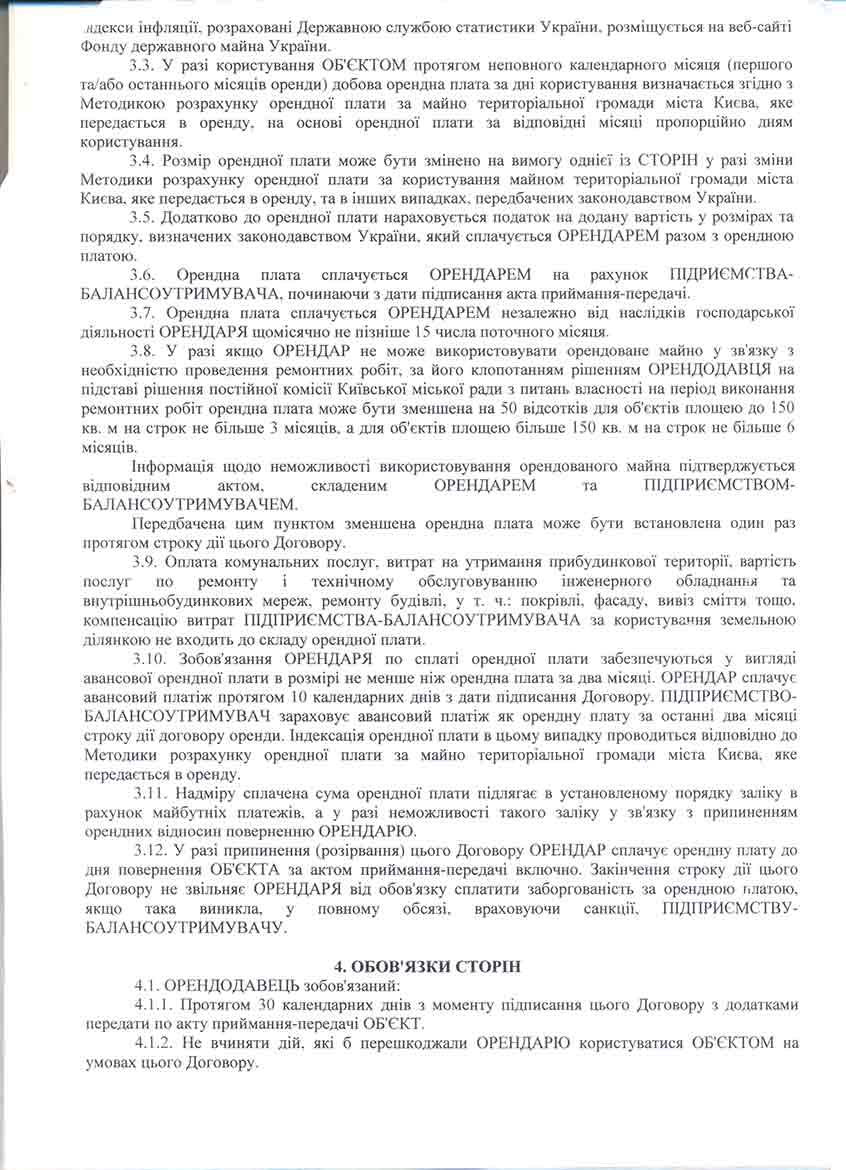 ндекси інфляції, розраховані Державною службою статистики України, розміщується на веб-сайті
Фонду державного майна України.
3.3. У разі користування ОБ'ЄКТОМ протягом неповного календарного місяця (першого
та/або останнього місяців оренди) добова орендна плата за дні користування визначається згідно з
Методикою розрахунку орендної плати за майно територіальної громади міста Києва, яке
передається в оренду, на основі орендної плати за відповідні місяці пропорційно дням
користування.
3.4. Розмір орендної плати може бути змінено на вимогу однієї із СТОРІН у разі зміни
Методики розрахунку орендної плати за користування майном територіальної громади міста
Києва, яке передається в оренду, та в інших випадках, передбачених законодавством України.
3.5. Додатково до орендної плати нараховується податок на додану вартість у розмірах та
порядку, визначених законодавством України, який сплачується ОРЕНДАРЕМ разом з орендною
платою.
3.6. Орендна плата сплачується ОРЕНДАРЕМ на рахунок ПІДРИЄМСТВА-
БАЛАНСОУТРИМУВАЧА, починаючи з дати підписання акта приймання-передачі.
3.7. Орендна плата сплачується ОРЕНДАРЕМ незалежно від наслідків господарської
діяльності ОРЕНДАРЯ щомісячно не пізніше 15 числа поточного місяця.
3.8. У разі якщо ОРЕНДАР не може використовувати орендоване майно у зв'язку з
необхідністю проведення ремонтних робіт, за його клопотанням рішенням ОРЕНДОДАВЦЯ на
підставі рішення постійної комісії Київської міської ради з питань власності на період виконання
ремонтних робіт орендна плата може бути зменшена на 50 відсотків для об'єктів площею до 150
кв. м на строк не більше 3 місяців, а для об'єктів площею більше 150 кв. м на строк не більше 6
місяців.
Інформація щодо неможливості використовування орендованого майна підтверджується
відповідним актом, складеним ОРЕНДАРЕМ та ПІДПРИЄМСТВОМ-
БАЛАНСОУТРИМУВАЧЕМ.
Передбачена цим пунктом зменшена орендна плата може бути встановлена один раз
протягом строку дії цього Договору.
3.9. Оплата комунальних послуг, витрат на утримання прибудинкової території, вартість
послуг по ремонту і технічному обслуговуванню інженерного обладнання та
внутрішньобудинкових мереж, ремонту будівлі, у т. ч.: покрівлі, фасаду, вивіз сміття тощо,
компенсацію витрат ПІДПРИЄМСТВА-БАЛАНСОУТРИМУВАЧА за користування земельною
ділянкою не входить до складу орендної плати.
3.10. Зобов'язання ОРЕНДАРЯ по сплаті орендної плати забезпечуються у вигляді
авансової орендної плати в розмірі не менше ніж орендна плата за два місяці. ОРЕНДАР сплачує
авансовий платіж протягом 10 календарних днів з дати підписання Договору. ПІДПРИЄМСТВО-
БАЛАНСОУТРИМУВАЧ зараховує авансовий платіж як орендну плату за останні два місяці
строку дії договору оренди. Індексація орендної плати в цьому випадку проводиться відповідно до
Методики розрахунку орендної плати за майно територіальної громади міста Києва, яке
передається в оренду.
3.11. Надміру сплачена сума орендної плати підлягає в установленому порядку заліку в
рахунок майбутніх платежів, а у разі неможливості такого заліку у зв'язку з припиненням
орендних відносин поверненню ОРЕНДАРЮ.
3.12. У разі припинення (розірвання) цього Договору ОРЕНДАР сплачує орендну плату до
дня повернення ОБ'ЄКТА за актом приймання-передачі включно. Закінчення строку дії цього
Договору не звільняє ОРЕНДАРЯ від обов'язку сплатити заборгованість за орендною платою,
якщо така виникла, у повному обсязі, враховуючи санкції, ПІДПРИЄМСТВУ-
БАЛАНСОУТРИМУВАЧУ.
4. ОБОВ'ЯЗКИ СТОРІН
4.1. ОРЕНДОДАВЕЦЬ зобов'язаний:
4.1.1. Протягом 30 календарних днів з моменту підписання цього Договору з додатками
передати по акту приймання-передачі ОБ'ЄКТ.
4.1.2. Не вчиняти дій, які б перешкоджали ОРЕНДАРЮ користуватися ОБ'ЄКТОМ на
умовах цього Договору.